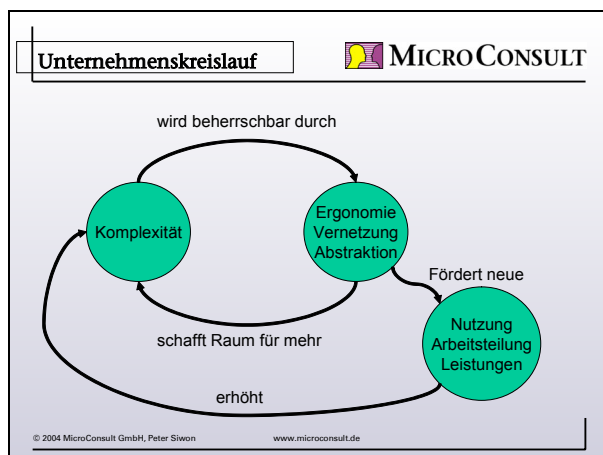 Unternehmenskreislauf
MICROCONSULT
wird beherrschbar durch
Komplexität
Ergonomie
Vernetzung
Abstraktion
Fördert neue
schafft Raum für mehr
Nutzung
Arbeitsteilung
Leistungen
erhöht
© 2004 MicroConsult GmbH, Peter Siwon www.microconsult.de